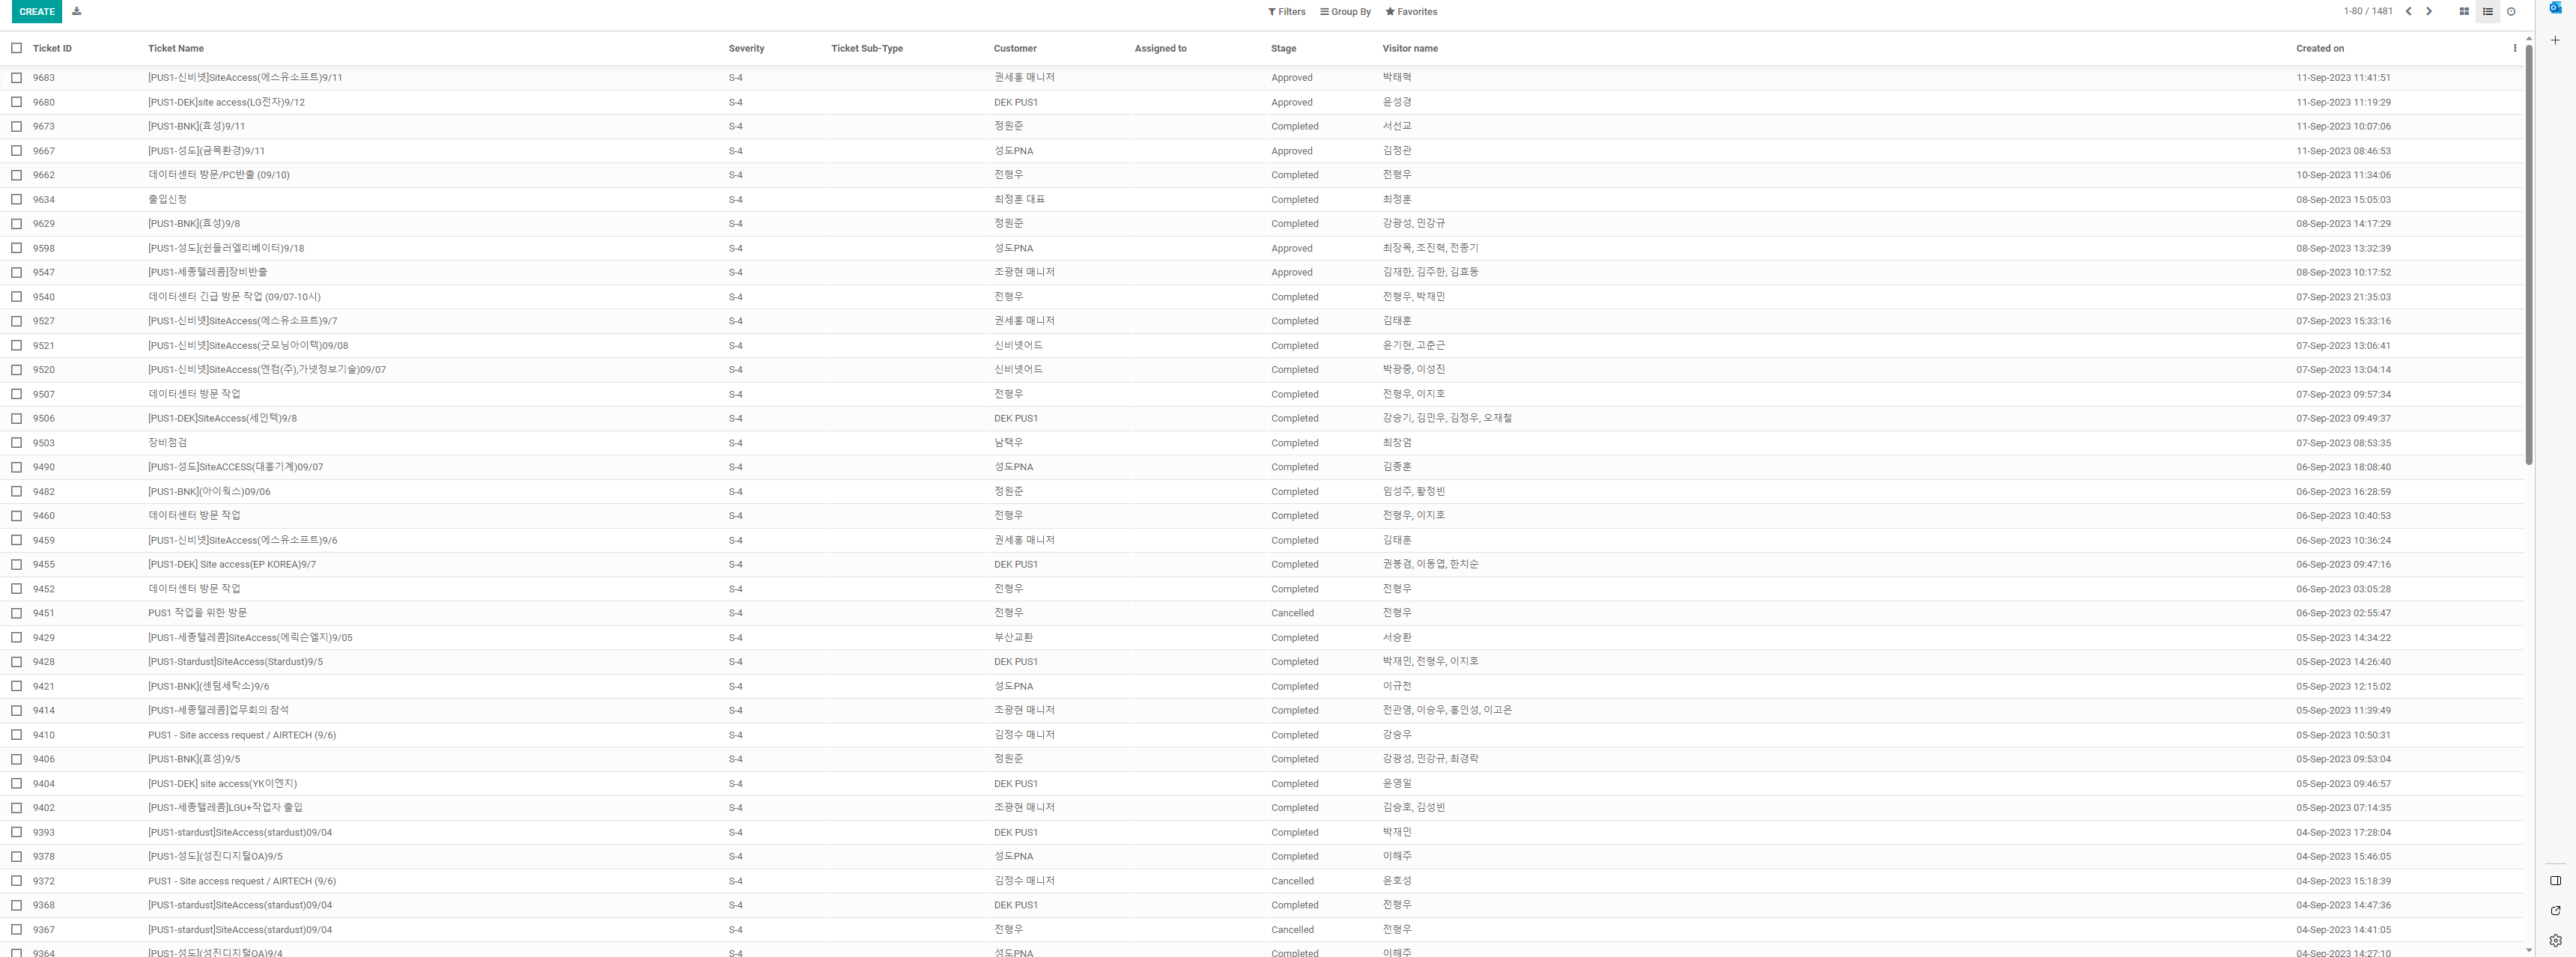 CREATE Filters Group By Favorites 1-80 / 1481
Ticket ID Ticket Name Severity Ticket Sub-Type Customer Assigned to Stage Visitor name Created on
9683 [PUS1-신비넷]SiteAccess(에스유소프트)9/11 S-4 권세홍 매니저 Approved 박태혁 11-Sep-2023 11:41:51
9680 [PUS1-DEK]site access(LG전자)9/12 S-4 DEK PUS1 Approved 윤성경 11-Sep-2023 11:19:29
9673 [PUS1-BNK](효성)9/11 S-4 정원준 Completed 서선교 11-Sep-2023 10:07:06
9667 [PUS1-성도](금목환경)9/11 S-4 성도PNA Approved 김정관 11-Sep-2023 08:46:53
9662 데이터센터 방문/PC반출 (09/10) S-4 전형우 Completed 전형우 10-Sep-2023 11:34:06
9634 출입신청 S-4 최정훈 대표 Completed 최정훈 08-Sep-2023 15:05:03
9629 [PUS1-BNK](효성)9/8 S-4 정원준 Completed 강광성, 민강규 08-Sep-2023 14:17:29
9598 [PUS1-성도](쉰들러엘리베이터)9/18 S-4 성도PNA Approved 최장목, 조진혁, 전종기 08-Sep-2023 13:32:39
9547 [PUS1-세종텔레콤]장비반출 S-4 조광현 매니저 Approved 김재한, 김주한, 김효동 08-Sep-2023 10:17:52
9540 데이터센터 긴급 방문 작업 (09/07-10시) S-4 전형우 Completed 전형우, 박재민 07-Sep-2023 21:35:03
9527 [PUS1-신비넷]SiteAccess(에스유소프트)9/7 S-4 권세홍 매니저 Completed 김태훈 07-Sep-2023 15:33:16
9521 [PUS1-신비넷]SiteAccess(굿모닝아이텍)09/08 S-4 신비넷어드 Completed 윤기현, 고준근 07-Sep-2023 13:06:41
9520 [PUS1-신비넷]SiteAccess(엔컴(주),가넷정보기술)09/07 S-4 신비넷어드 Completed 박광중, 이성진 07-Sep-2023 13:04:14
9507 데이터센터 방문 작업 S-4 전형우 Completed 전형우, 이지호 07-Sep-2023 09:57:34
9506 [PUS1-DEK]SiteAccess(세인텍)9/8 S-4 DEK PUS1 Completed 강승기, 김민우, 김정우, 오재철 07-Sep-2023 09:49:37
9503 장비점검 S-4 남택우 Completed 최창엄 07-Sep-2023 08:53:35
9490 [PUS1-성도]SiteACCESS(대흥기계)09/07 S-4 성도PNA Completed 김종훈 06-Sep-2023 18:08:40
9482 [PUS1-BNK](아이웍스)09/06 S-4 정원준 Completed 임성주, 황정빈 06-Sep-2023 16:28:59
9460 데이터센터 방문 작업 S-4 전형우 Completed 전형우, 이지호 06-Sep-2023 10:40:53
9459 [PUS1-신비넷]SiteAccess(에스유소프트)9/6 S-4 권세홍 매니저 Completed 김태훈 06-Sep-2023 10:36:24
9455 [PUS1-DEK] Site access(EP KOREA)9/7 S-4 DEK PUS1 Completed 권봉겸, 이동엽, 한치순 06-Sep-2023 09:47:16
9452 데이터센터 방문 작업 S-4 전형우 Completed 전형우 06-Sep-2023 03:05:28
9451 PUS1 작업을 위한 방문 S-4 전형우 Cancelled 전형우 06-Sep-2023 02:55:47
9429 [PUS1-세종텔레콤]SiteAccess(에릭슨엘지)9/05 S-4 부산교환 Completed 서승환 05-Sep-2023 14:34:22
9428 [PUS1-Stardust]SiteAccess(Stardust)9/5 S-4 DEK PUS1 Completed 박재민, 전형우, 이지호 05-Sep-2023 14:26:40
9421 [PUS1-BNK](센텀세탁소)9/6 S-4 성도PNA Completed 이규천 05-Sep-2023 12:15:02
9414 [PUS1-세종텔레콤]업무회의 참석 S-4 조광현 매니저 Completed 전관영, 이승우, 홍인성, 이고은 05-Sep-2023 11:39:49
9410 PUS1 - Site access request / AIRTECH (9/6) S-4 김정수 매니저 Completed 강승우 05-Sep-2023 10:50:31
9406 [PUS1-BNK](효성)9/5 S-4 정원준 Completed 강광성, 민강규, 최경락 05-Sep-2023 09:53:04
9404 [PUS1-DEK] site access(YK이엔지) S-4 DEK PUS1 Completed 윤영일 05-Sep-2023 09:46:57
9402 [PUS1-세종텔레콤]LGU+작업자 출입 S-4 조광현 매니저 Completed 김승호, 김성빈 05-Sep-2023 07:14:35
9393 [PUS1-stardust]SiteAccess(stardust)09/04 S-4 DEK PUS1 Completed 박재민 04-Sep-2023 17:28:04
9378 [PUS1-성도](성진디지털OA)9/5 S-4 성도PNA Completed 이해주 04-Sep-2023 15:46:05
9372 PUS1 - Site access request / AIRTECH (9/6) S-4 김정수 매니저 Cancelled 윤호성 04-Sep-2023 15:18:39
9368 [PUS1-stardust]SiteAccess(stardust)09/04 S-4 DEK PUS1 Completed 전형우 04-Sep-2023 14:47:36
9367 [PUS1-stardust]SiteAccess(stardust)09/04 S-4 전형우 Cancelled 전형우 04-Sep-2023 14:41:05
9364 [PUS1-성도](성진디지털OA)9/4 S-4 성도PNA Completed 이해주 04-Sep-2023 14:27:10